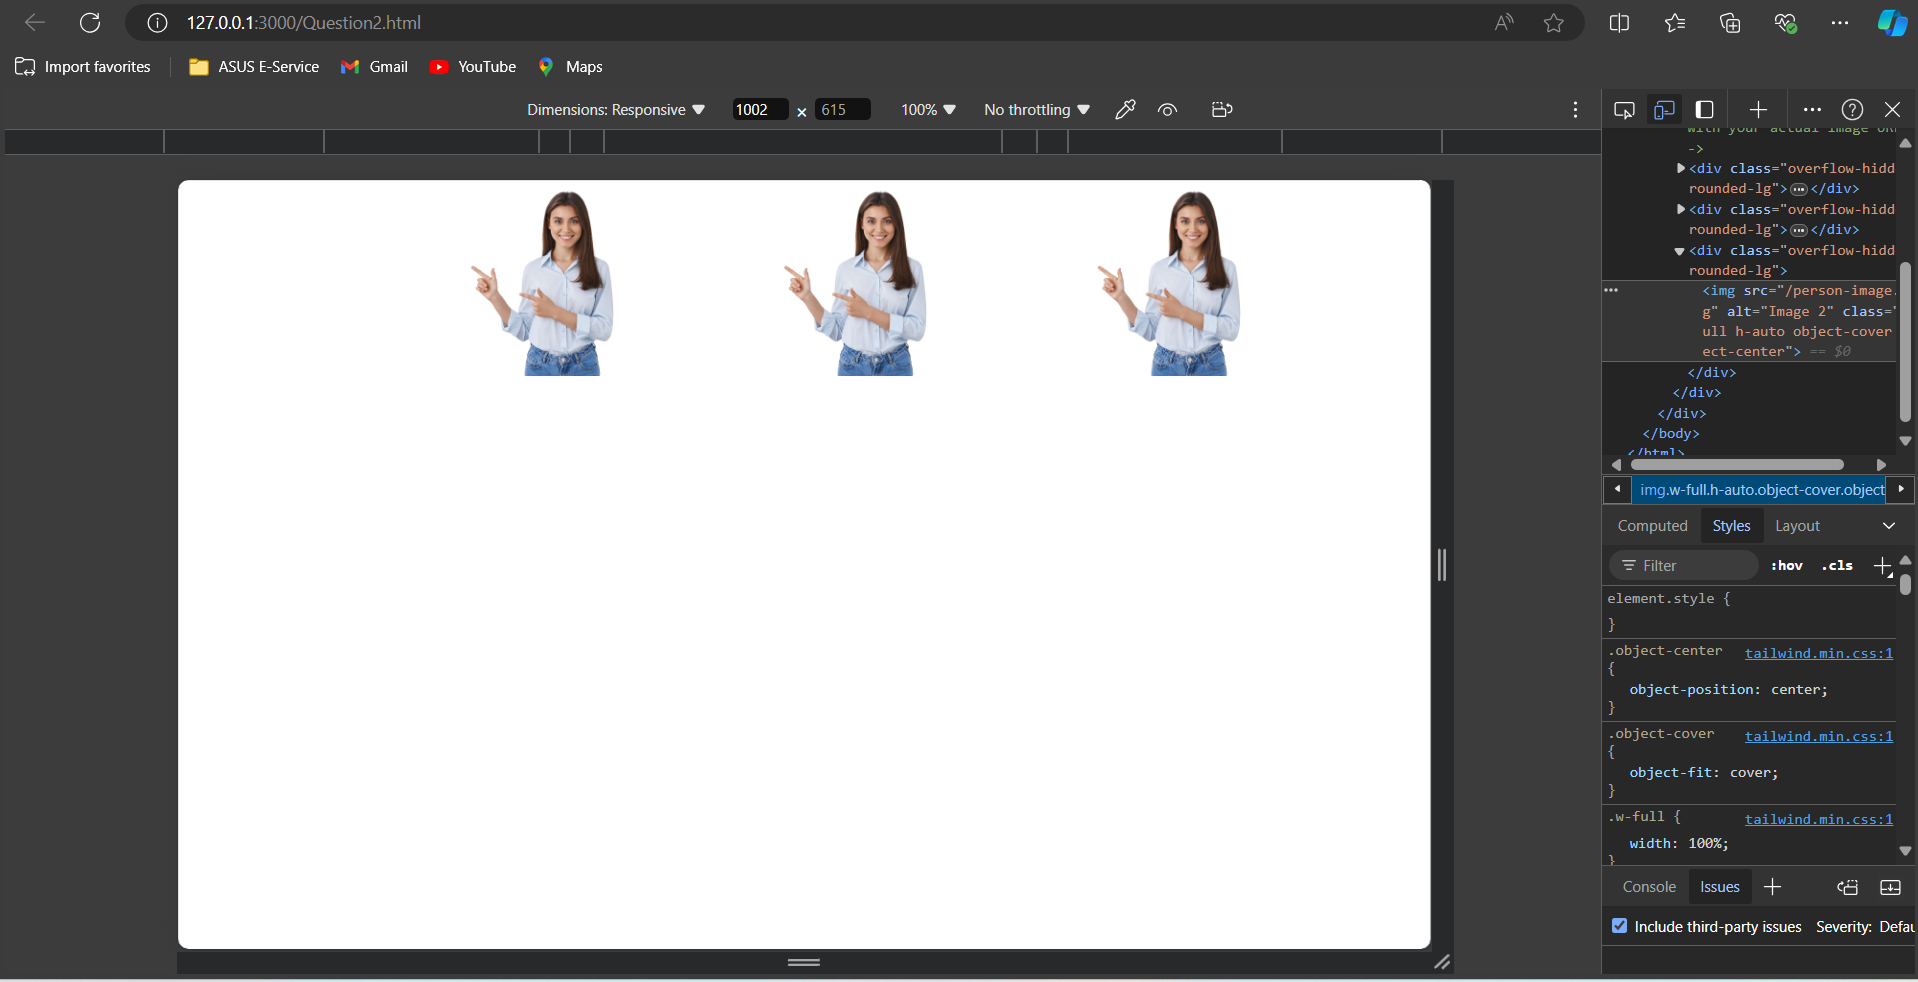 127.0.0.1:3000/Question2.html
Import favorites
ASUS E-Service
Gmail
YouTube
Maps
Dimensions: Responsive
1002 × 615
100%
No throttling
with your actual image
->
<div class="overflow-hidd
rounded-lg"> ••• </div>
<div class="overflow-hidd
rounded-lg"> ••• </div>
<div class="overflow-hidd
rounded-lg">
<img src="/person-image.
g" alt="Image 2" class="
ull h-auto object-cover
ect-center"> == $0
</div>
</div>
</div>
</body>
</html>
img.w-full.h-auto.object-cover.object
Computed
Styles
Layout
Filter
:hov
.cls
element.style {
}
.object-center
tailwind.min.css:1
{
object-position: center;
}
.object-cover
tailwind.min.css:1
{
object-fit: cover;
}
.w-full {
tailwind.min.css:1
width: 100%;
}
Console
Issues
Include third-party issues
Severity: Defau